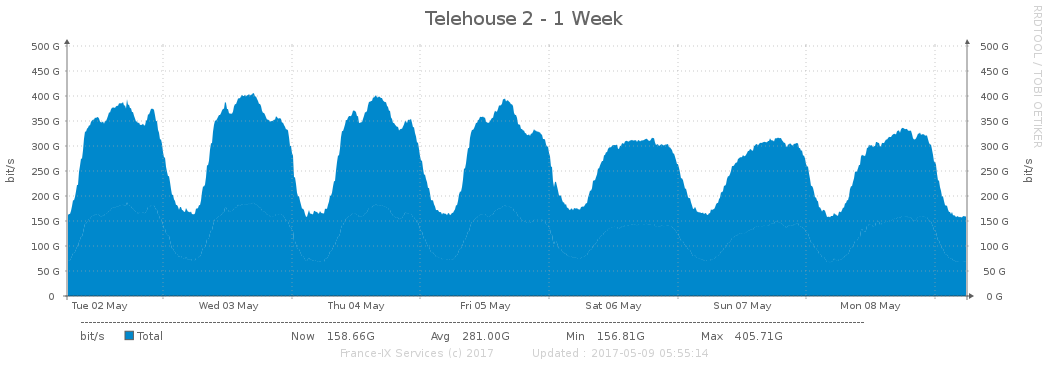 Telehouse 2 - 1 Week
RRDTOOL / TOBI OETIKER
bit/s
500 G 500 G
450 G 450 G
400 G 400 G
350 G 350 G
300 G 300 G
250 G 250 G
200 G 200 G
150 G 150 G
100 G 100 G
50 G 50 G
0 0 G
bit/s
Tue 02 May Wed 03 May Thu 04 May Fri 05 May Sat 06 May Sun 07 May Mon 08 May
bit/s Total Now 158.66G Avg 281.00G Min 156.81G Max 405.71G
France-IX Services (c) 2017 Updated : 2017-05-09 05:55:14